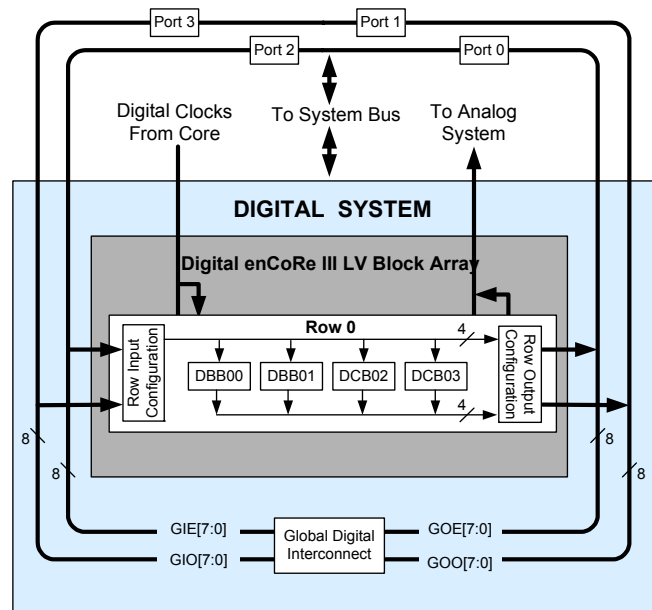 Port 3
Port 1
Port 2
Port 0
Digital Clocks
From Core
To System Bus
To Analog
System
DIGITAL SYSTEM
Digital enCoRe III LV Block Array
Row 0
4
Row Input
Configuration
DBB00
DBB01
DCB02
DCB03
Row Output
Configuration
4
8
8
8
8
GIE[7:0]
GIO[7:0]
Global Digital
Interconnect
GOE[7:0]
GOO[7:0]